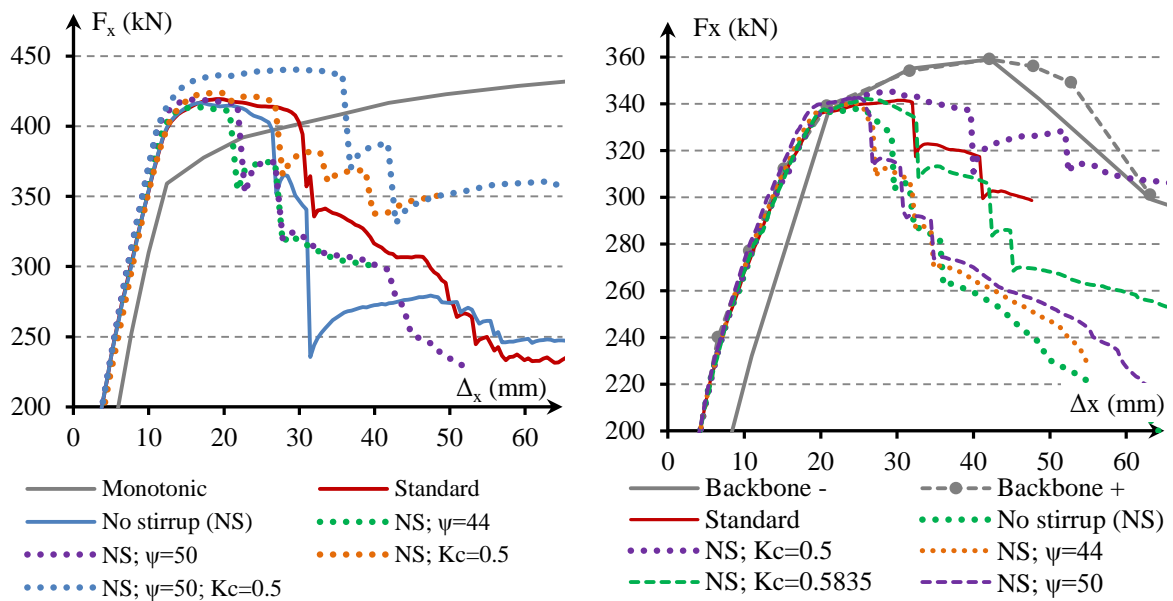 Fₓ (kN)
450
400
350
300
250
200
0
10
20
30
40
50
60
Δₓ (mm)
Monotonic
Standard
No stirrup (NS)
NS; ψ=44
NS; ψ=50
NS; Kc=0.5
NS; ψ=50; Kc=0.5
Fx (kN)
360
340
320
300
280
260
240
220
200
0
10
20
30
40
50
60
Δx (mm)
Backbone -
Backbone +
Standard
No stirrup (NS)
NS; Kc=0.5
NS; ψ=44
NS; Kc=0.5835
NS; ψ=50